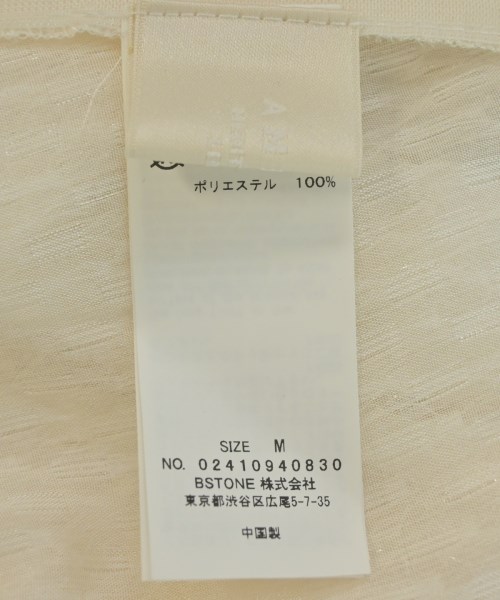 ポリエステル 100%
SIZE M
NO. 02410940830
BSTONE 株式会社
東京都渋谷区広尾5-7-35
中国製